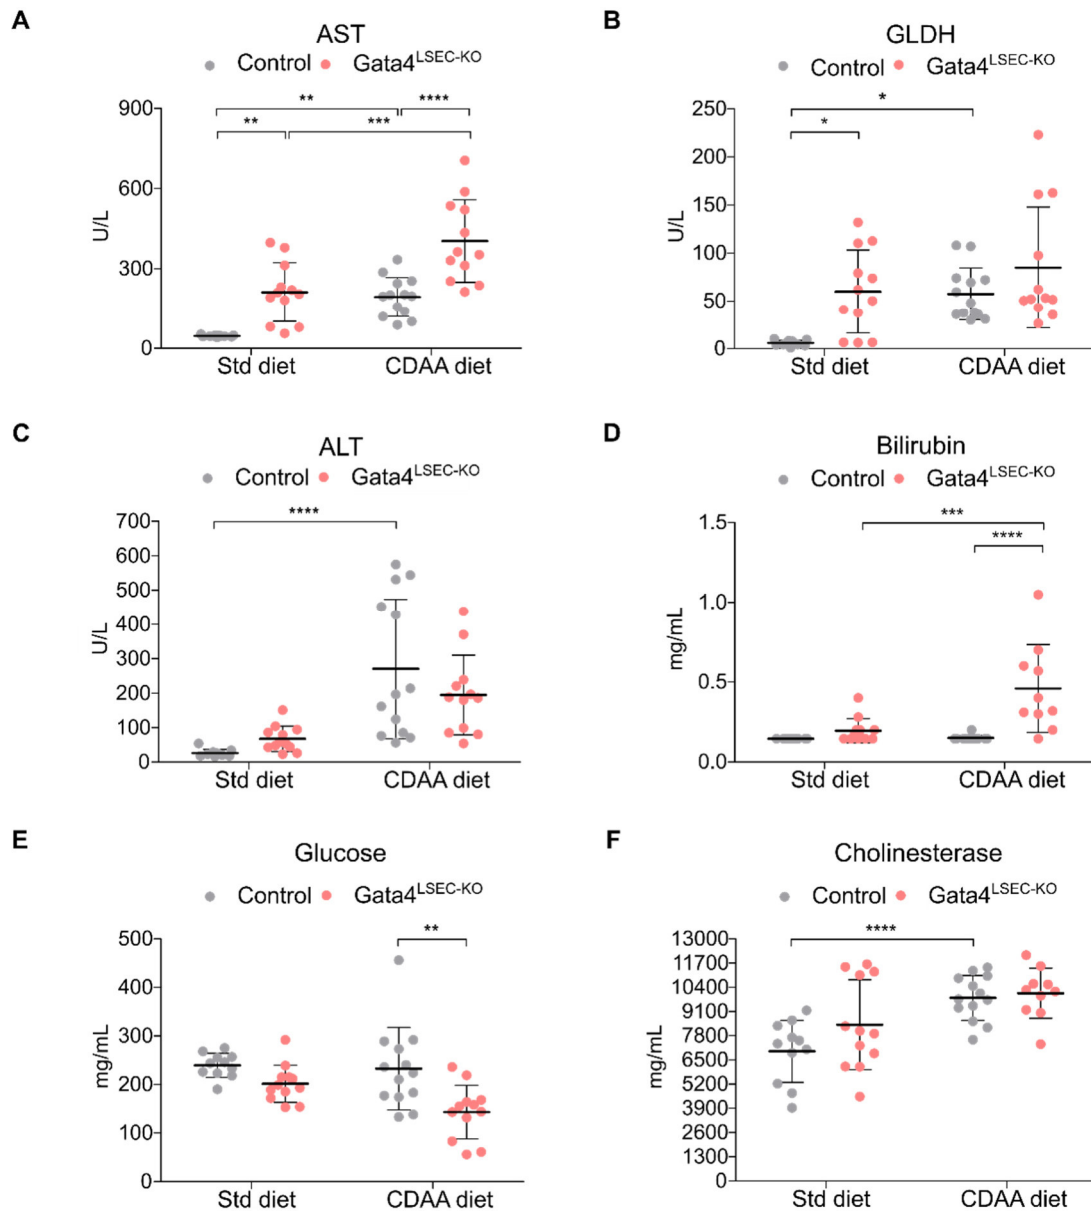 A
AST
Control Gata4LSEC-KO
** ****
** ***
900
600
300
0
U/L
Std diet CDAA diet
B
GLDH
Control Gata4LSEC-KO
*
*
250
200
150
100
50
0
U/L
Std diet CDAA diet
C
ALT
Control Gata4LSEC-KO
****
700
600
500
400
300
200
100
0
U/L
Std diet CDAA diet
D
Bilirubin
Control Gata4LSEC-KO
***
****
1.5
1.0
0.5
0.0
mg/mL
Std diet CDAA diet
E
Glucose
Control Gata4LSEC-KO
**
500
400
300
200
100
0
mg/mL
Std diet CDAA diet
F
Cholinesterase
Control Gata4LSEC-KO
****
13000
11700
10400
9100
7800
6500
5200
3900
2600
1300
0
mg/mL
Std diet CDAA diet